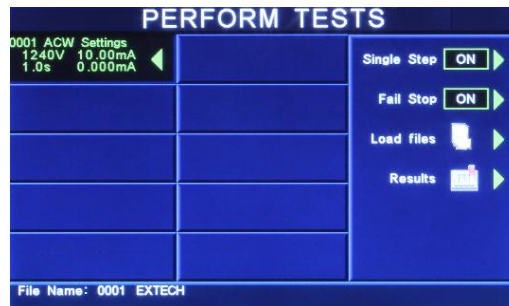 PERFORM TESTS
0001 ACW Settings
1240V 10.00mA
1.0s 0.000mA
Single Step ON
Fail Stop ON
Load files
Results
File Name: 0001 EXTECH